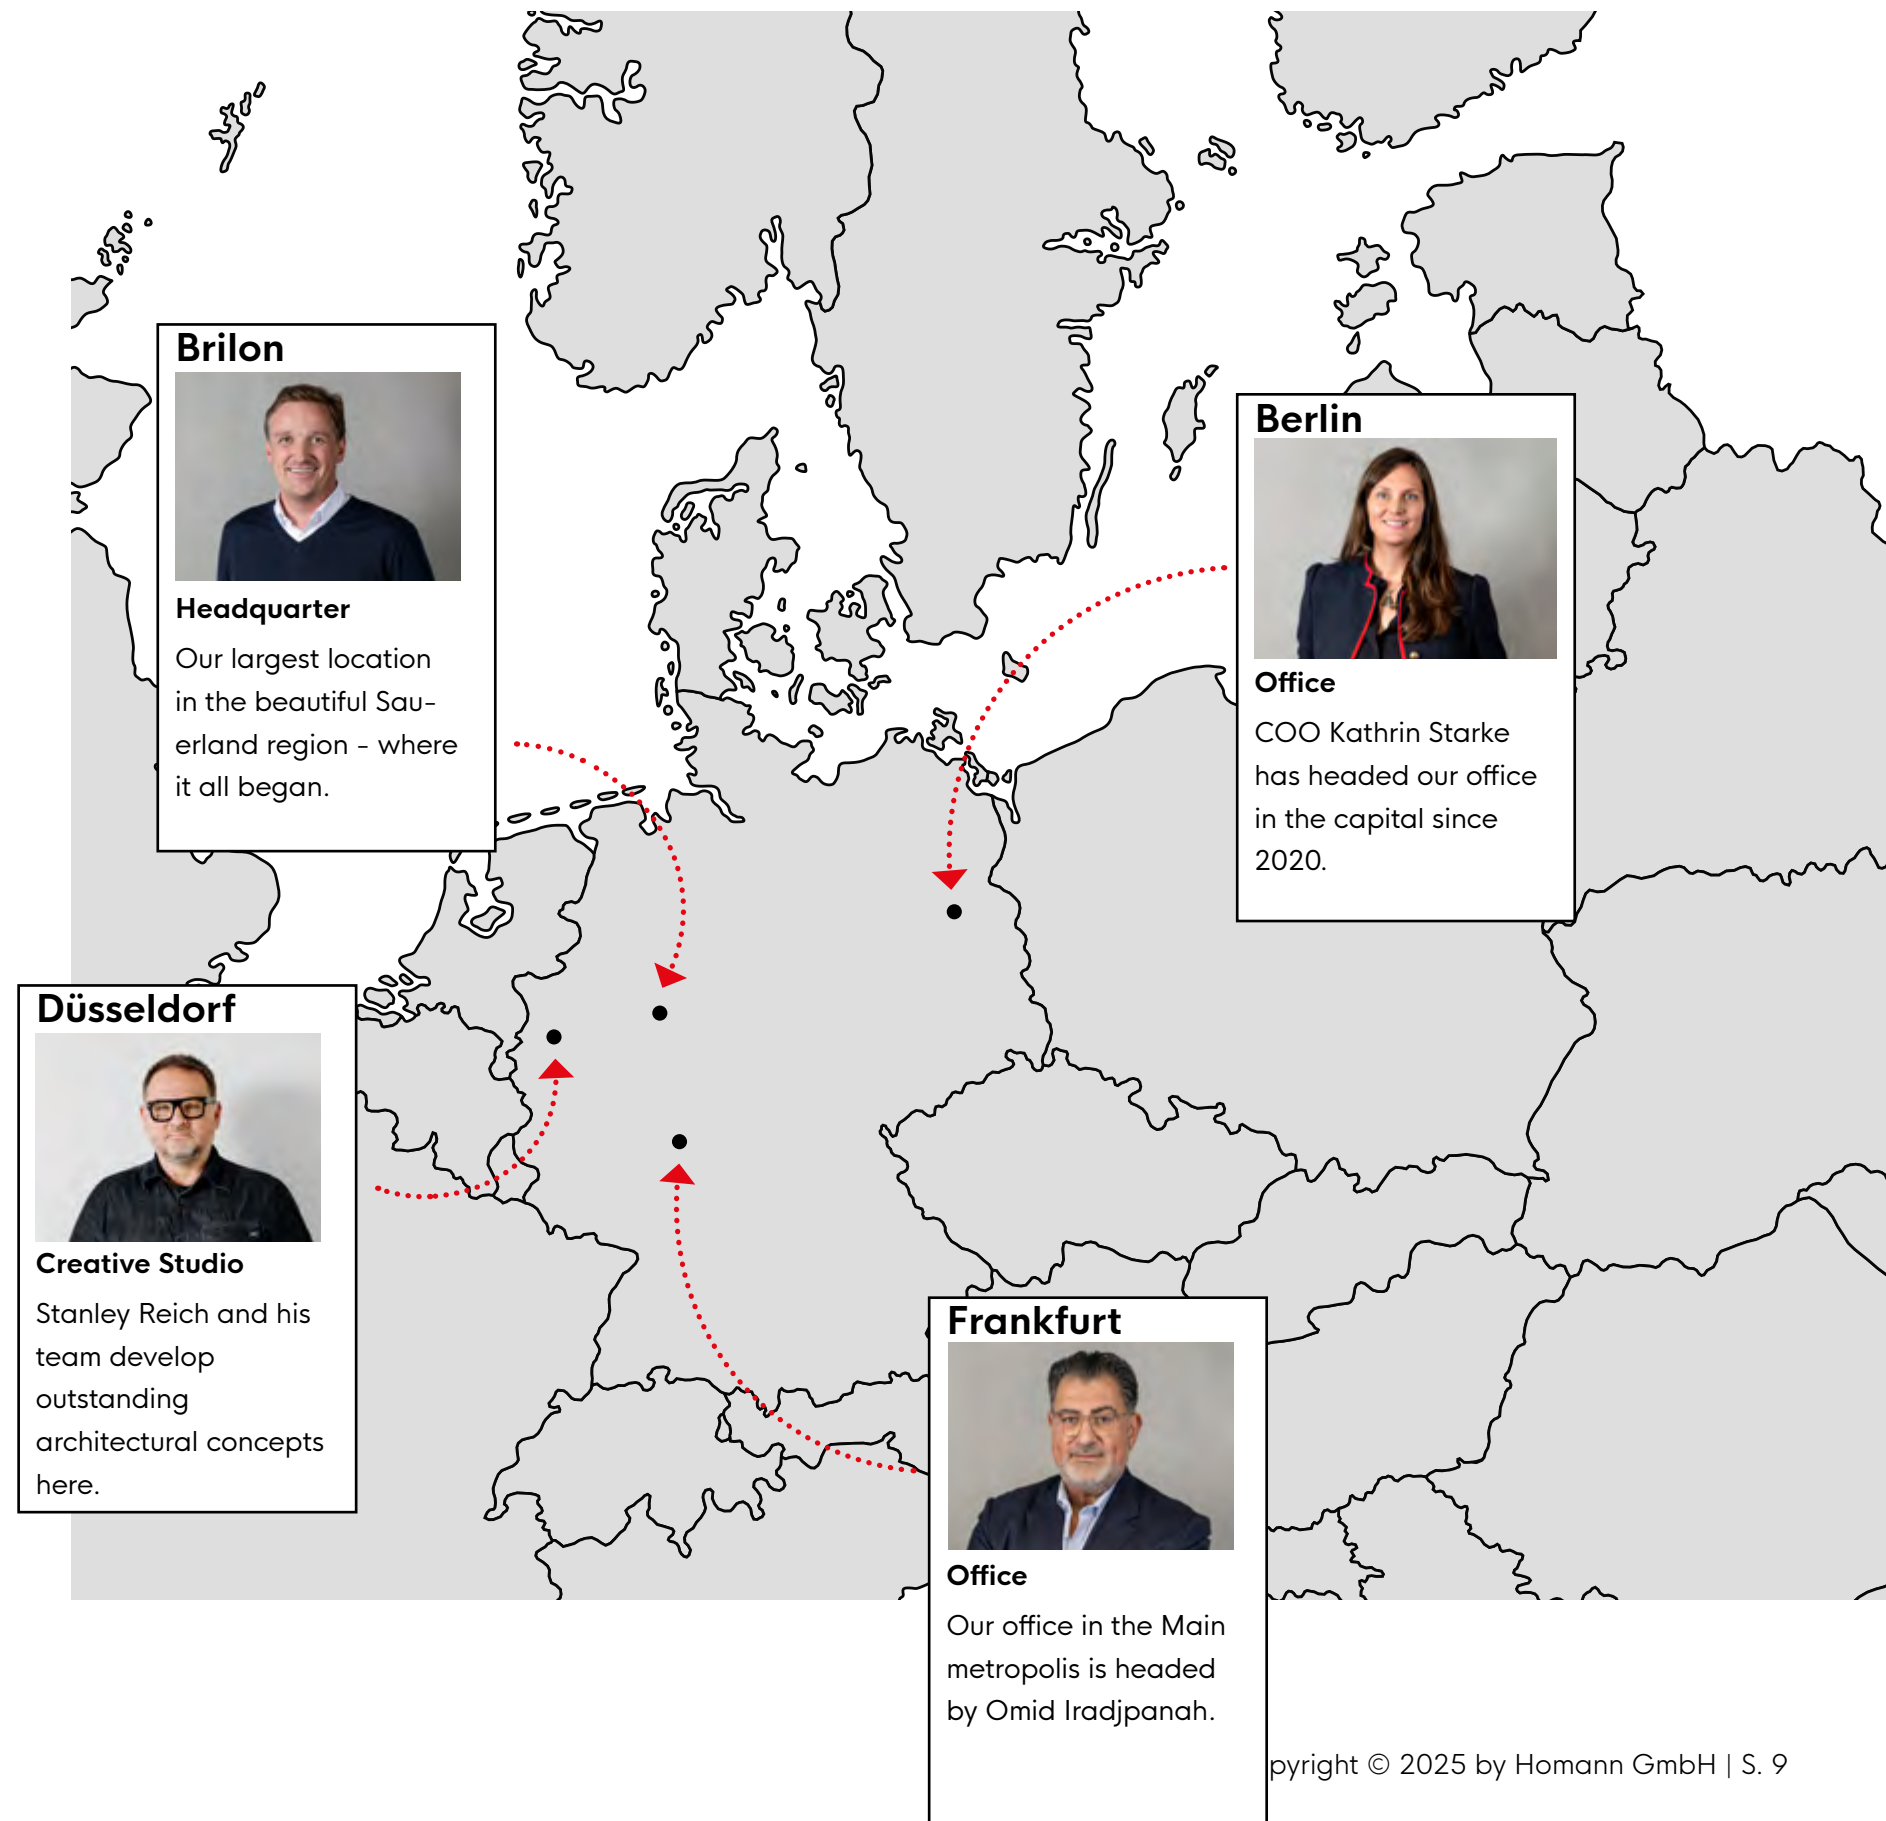 Brilon
Headquarter
Our largest location
in the beautiful Sau-
erland region - where
it all began.
Berlin
Office
COO Kathrin Starke
has headed our office
in the capital since
2020.
Düsseldorf
Creative Studio
Stanley Reich and his
team develop
outstanding
architectural concepts
here.
Frankfurt
Office
Our office in the Main
metropolis is headed
by Omid Iradjpanah.
pyright © 2025 by Homann GmbH | S. 9